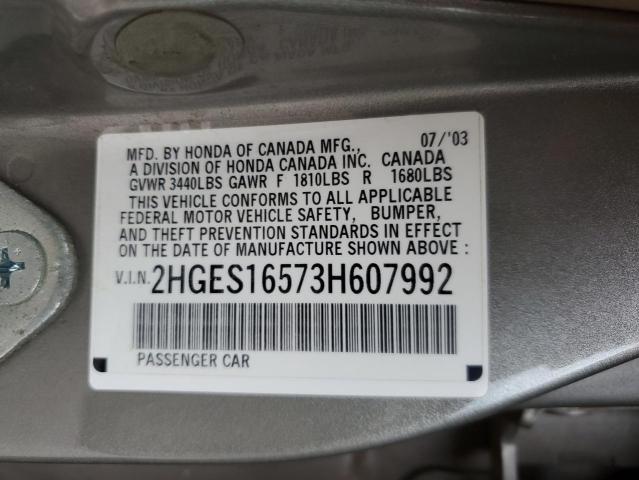 07/'03
MFD. BY HONDA OF CANADA MFG.,
A DIVISION OF HONDA CANADA INC. CANADA
GVWR 3440LBS GAWR F 1810LBS R 1680LBS
THIS VEHICLE CONFORMS TO ALL APPLICABLE
FEDERAL MOTOR VEHICLE SAFETY, BUMPER,
AND THEFT PREVENTION STANDARDS IN EFFECT
ON THE DATE OF MANUFACTURE SHOWN ABOVE :
V.I.N. 2HGES16573H607992
PASSENGER CAR